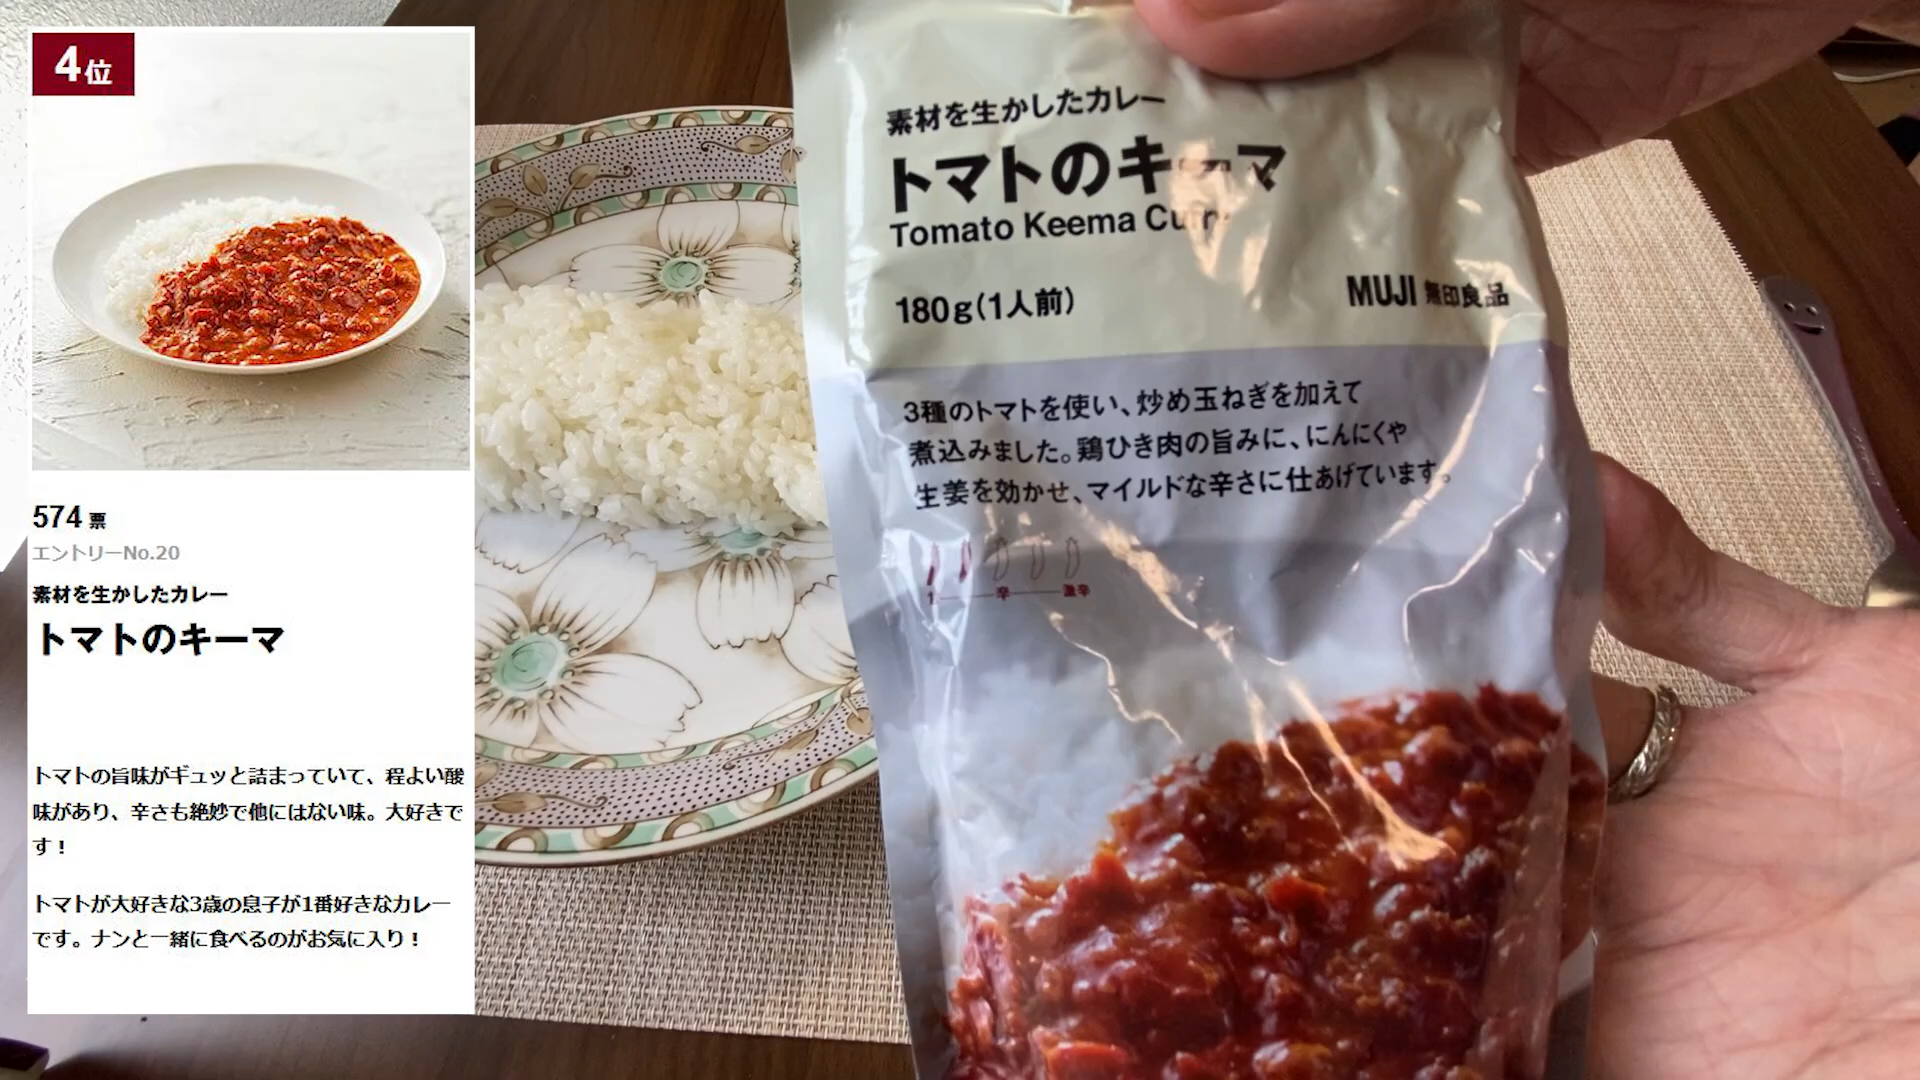 4位
574 票
エントリーNo.20
素材を生かしたカレー
トマトのキーマ
トマトの旨味がギュッと詰まっていて、程よい酸
味があり、辛さも絶妙で他にはない味。大好きで
す！
トマトが大好きな3歳の息子が1番好きなカレー
です。ナンと一緒に食べるのがお気に入り！
素材を生かしたカレー
トマトのキーマ
Tomato Keema Curry
180g(1人前)
MUJI 無印良品
3種のトマトを使い、炒め玉ねぎを加えて
煮込みました。鶏ひき肉の旨みに、にんにくや
生姜を効かせ、マイルドな辛さに仕あげています。
辛 激辛